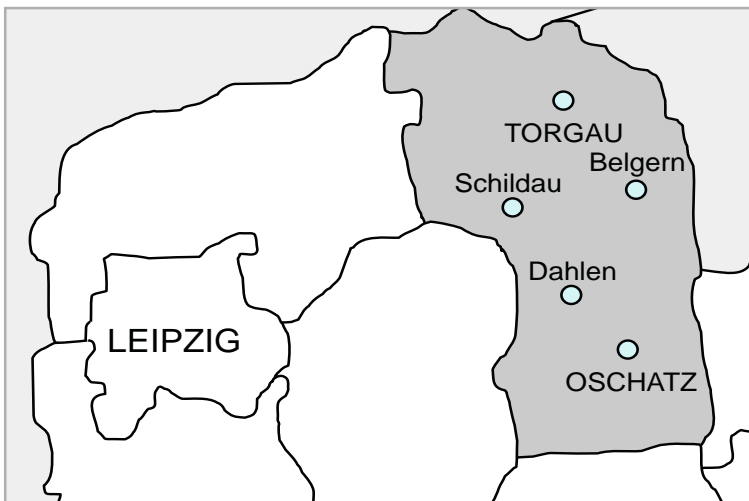 TORGAU
Belgern
Schildau
Dahlen
LEIPZIG
OSCHATZ